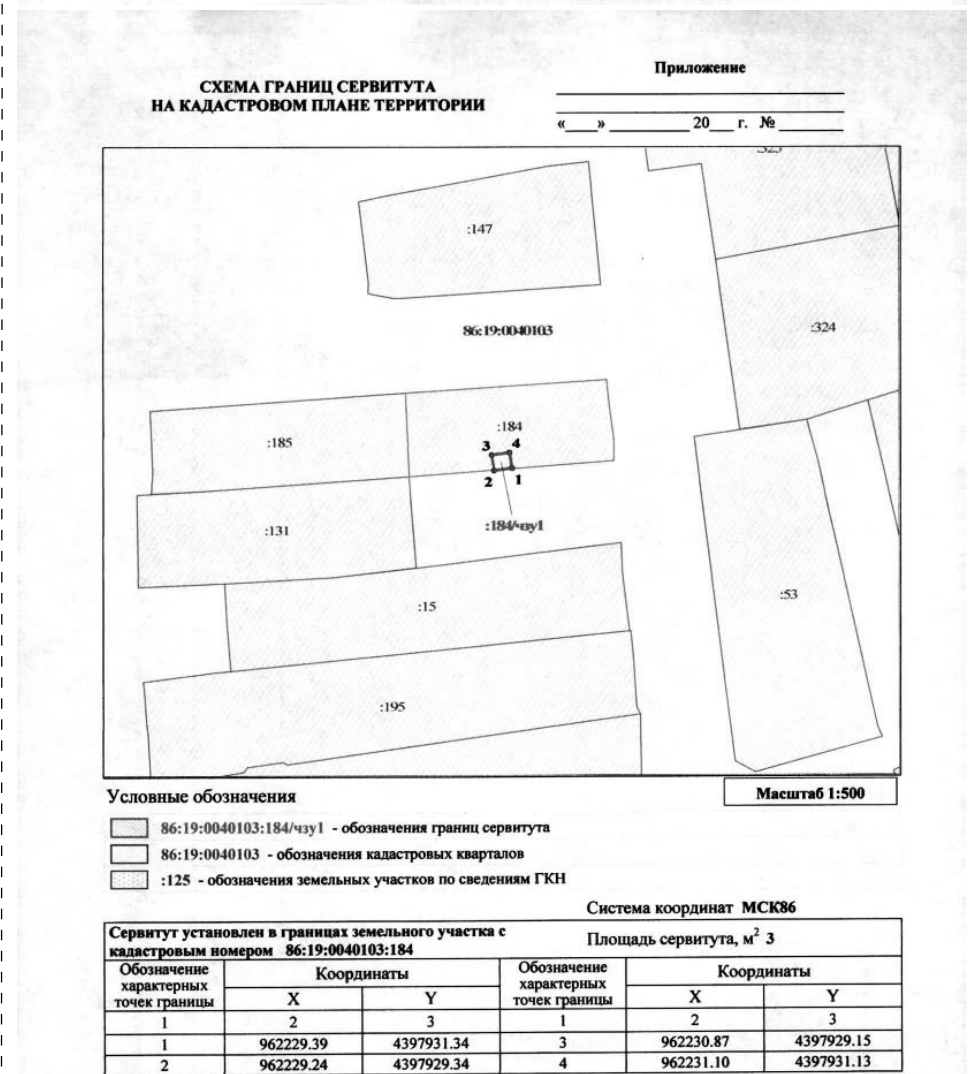 Приложение
СХЕМА ГРАНИЦ СЕРВИТУТА
НА КАДАСТРОВОМ ПЛАНЕ ТЕРРИТОРИИ
«___» __________ 20___ г. № ________
:323
:147
86:19:0040103
:324
:184
:185
3 4
2 1
:184/чзу1
:131
:53
:15
:195
Условные обозначения
Масштаб 1:500
86:19:0040103:184/чзу1 - обозначения границ сервитута
86:19:0040103 - обозначения кадастровых кварталов
:125 - обозначения земельных участков по сведениям ГКН
Система координат МСК86
Сервитут установлен в границах земельного участка с
кадастровым номером 86:19:0040103:184
Площадь сервитута, м² 3
Обозначение характерных точек границы Координаты Обозначение характерных точек границы Координаты
X Y X Y
1 2 3 1 2 3
1 962229.39 4397931.34 3 962230.87 4397929.15
2 962229.24 4397929.34 4 962231.10 4397931.13